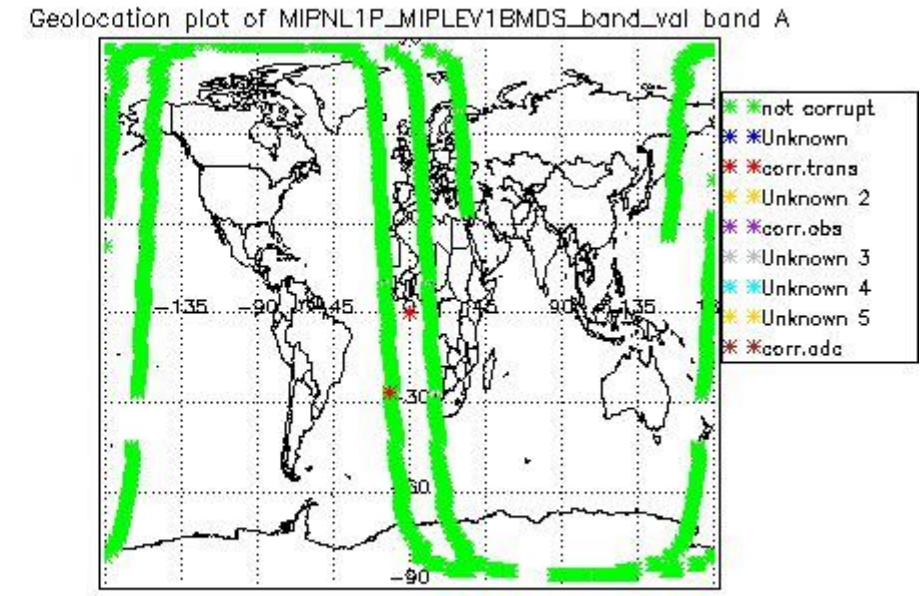 Geolocation plot of MIPNL1P_MIPLEV1BMDS_band_val band A
* *not corrupt
* *Unknown
* *corr.trans
* *Unknown 2
* *corr.obs
* *Unknown 3
* *Unknown 4
* *Unknown 5
* *corr.adc
-135 -90 -45 45 90 135
-30
-60
-90